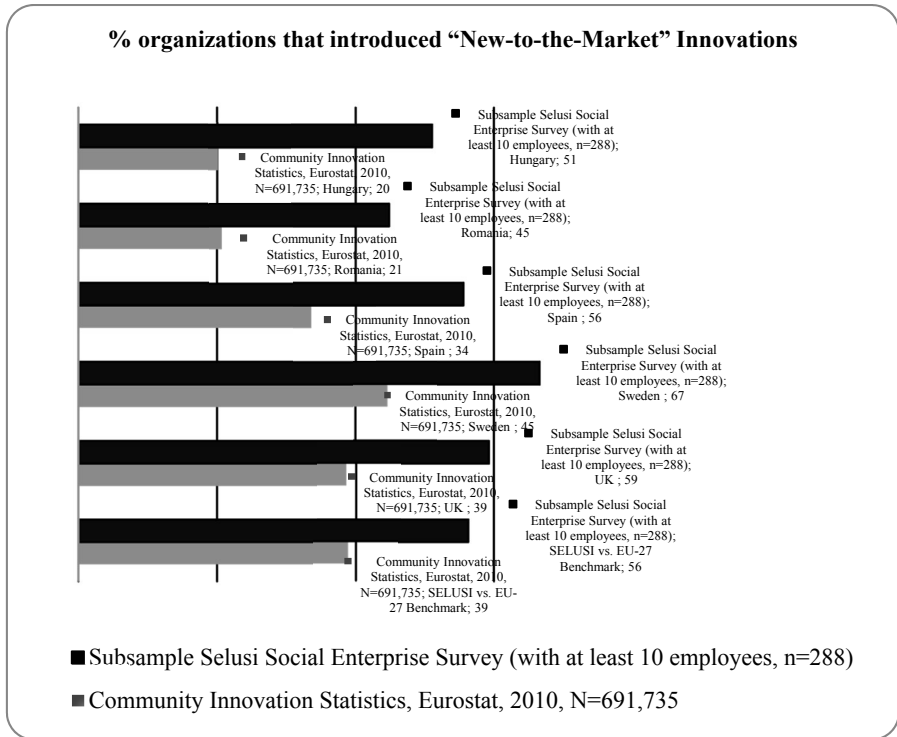 % organizations that introduced “New-to-the-Market” Innovations
Subsample Selusi Social
Enterprise Survey (with at
least 10 employees, n=288);
Hungary; 51
Community Innovation
Statistics, Eurostat, 2010,
N=691,735; Hungary; 20
Subsample Selusi Social
Enterprise Survey (with at
least 10 employees, n=288);
Romania; 45
Community Innovation
Statistics, Eurostat, 2010,
N=691,735; Romania; 21
Subsample Selusi Social
Enterprise Survey (with at
least 10 employees, n=288);
Spain ; 56
Community Innovation
Statistics, Eurostat, 2010,
N=691,735; Spain ; 34
Subsample Selusi Social
Enterprise Survey (with at
least 10 employees, n=288);
Sweden ; 67
Community Innovation
Statistics, Eurostat, 2010,
N=691,735; Sweden ; 45
Subsample Selusi Social
Enterprise Survey (with at
least 10 employees, n=288);
UK ; 59
Community Innovation
Statistics, Eurostat, 2010,
N=691,735; UK ; 39
Subsample Selusi Social
Enterprise Survey (with at
least 10 employees, n=288);
SELUSI vs. EU-27
Benchmark; 56
Community Innovation
Statistics, Eurostat, 2010,
N=691,735; SELUSI vs. EU-
27 Benchmark; 39
Subsample Selusi Social Enterprise Survey (with at least 10 employees, n=288)
Community Innovation Statistics, Eurostat, 2010, N=691,735